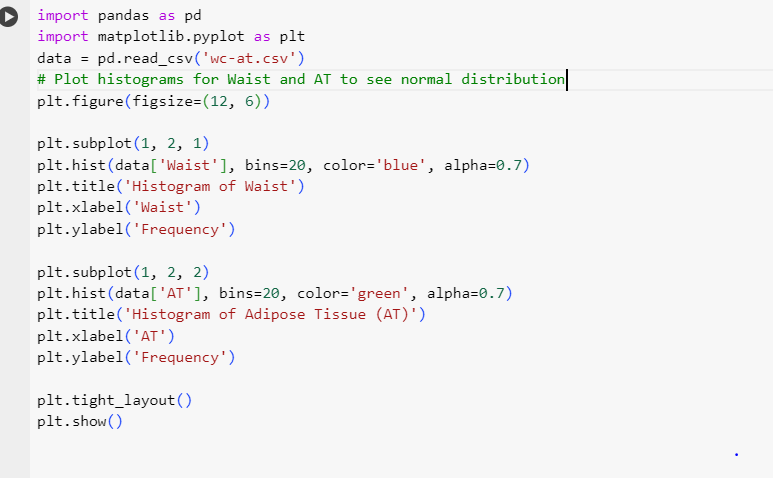 import pandas as pd
import matplotlib.pyplot as plt
data = pd.read_csv('wc-at.csv')
# Plot histograms for Waist and AT to see normal distribution
plt.figure(figsize=(12, 6))
plt.subplot(1, 2, 1)
plt.hist(data['Waist'], bins=20, color='blue', alpha=0.7)
plt.title('Histogram of Waist')
plt.xlabel('Waist')
plt.ylabel('Frequency')
plt.subplot(1, 2, 2)
plt.hist(data['AT'], bins=20, color='green', alpha=0.7)
plt.title('Histogram of Adipose Tissue (AT)')
plt.xlabel('AT')
plt.ylabel('Frequency')
plt.tight_layout()
plt.show()